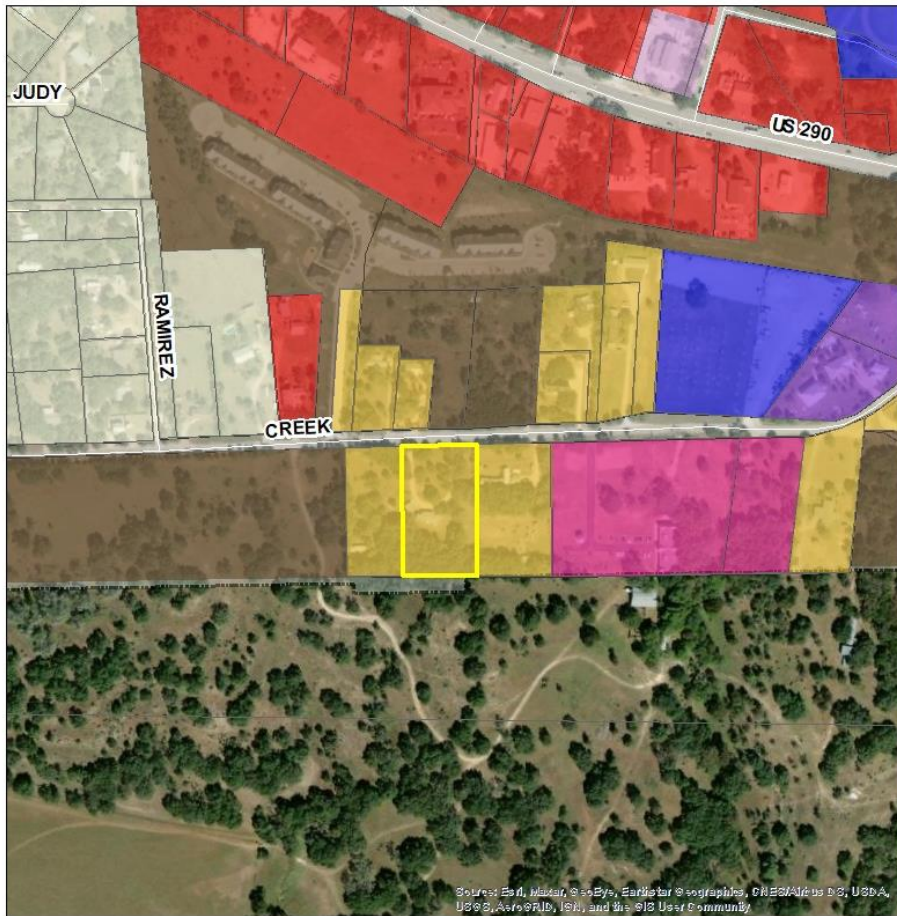 JUDY
US 290
RAMIREZ
CREEK
Source: Esri, Maxar, GeoEye, Earthstar Geographics, CNES/Airbus DS, USDA,
USGS, AeroGRID, IGN, and the GIS User Community